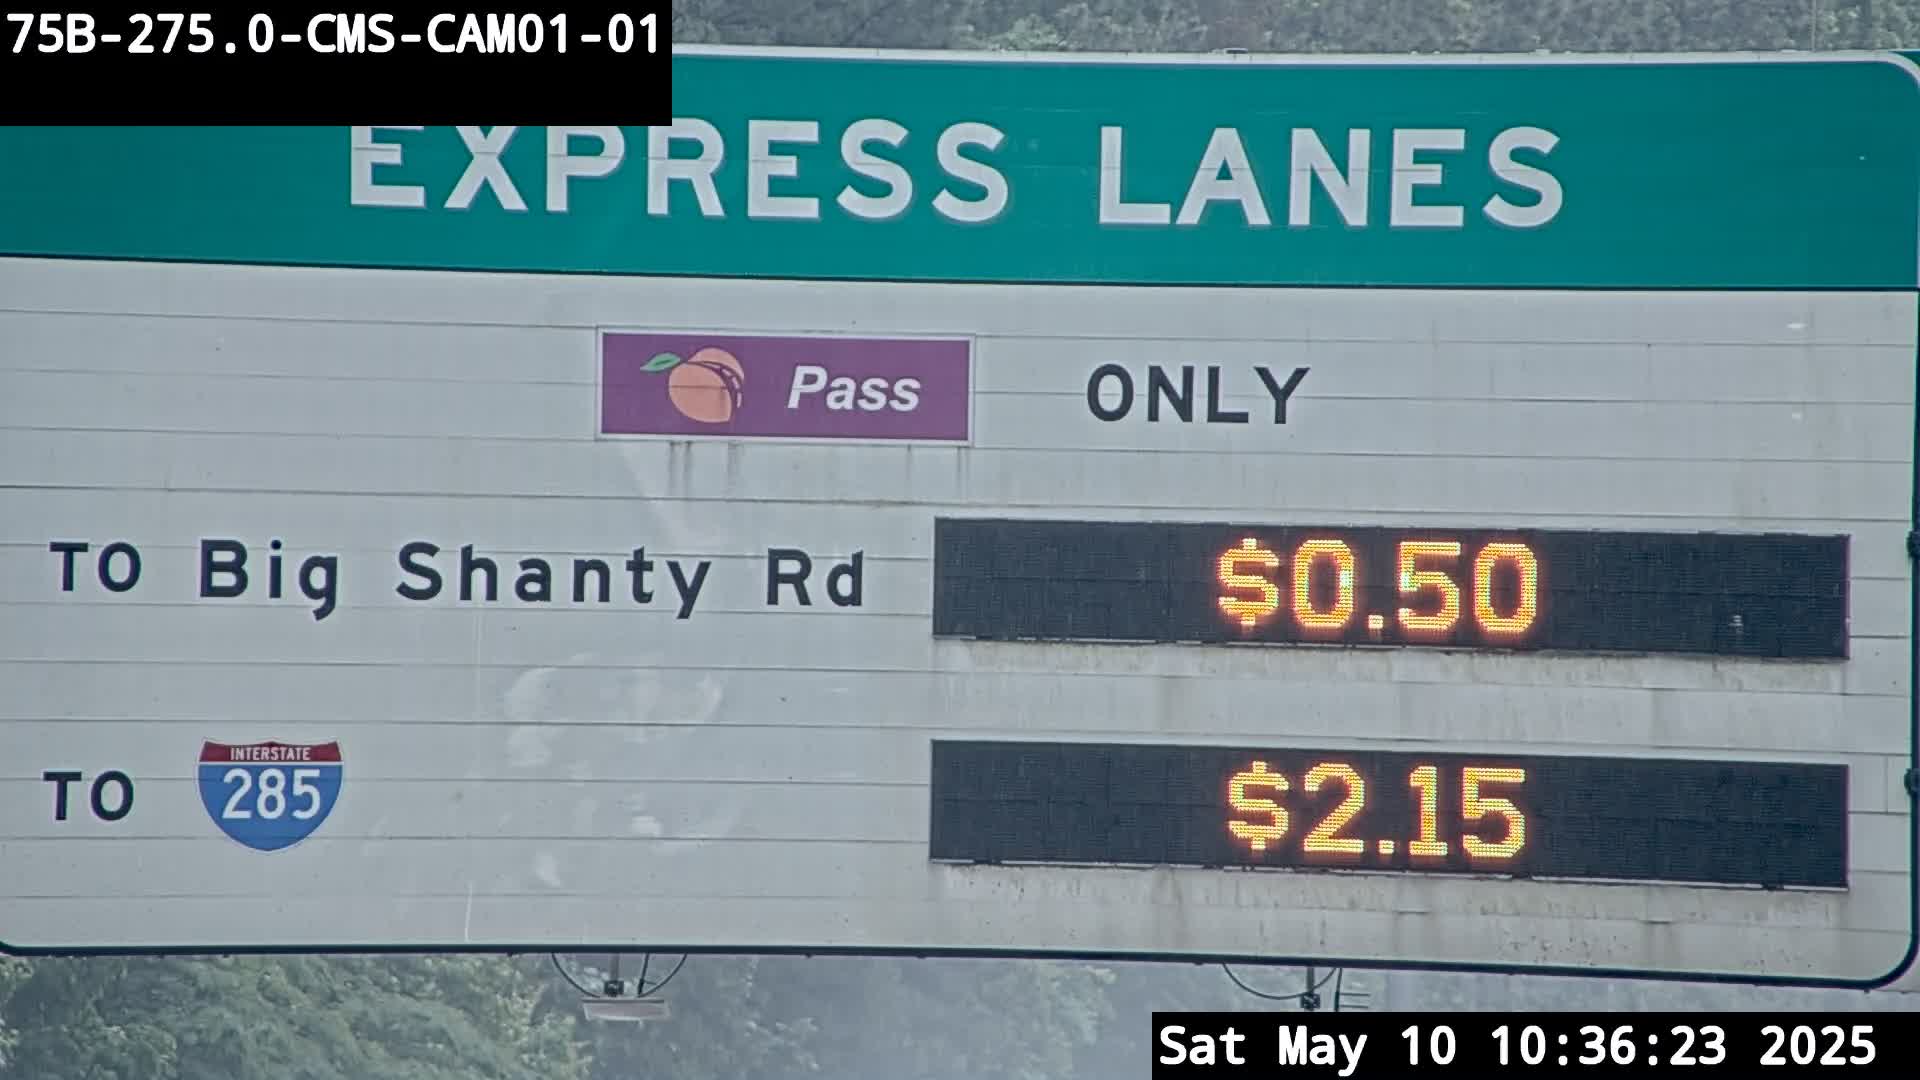 75B-275.0-CMS-CAM01-01
EXPRESS LANES
Pass ONLY
TO Big Shanty Rd $0.50
TO INTERSTATE 285 $2.15
Sat May 10 10:36:23 2025